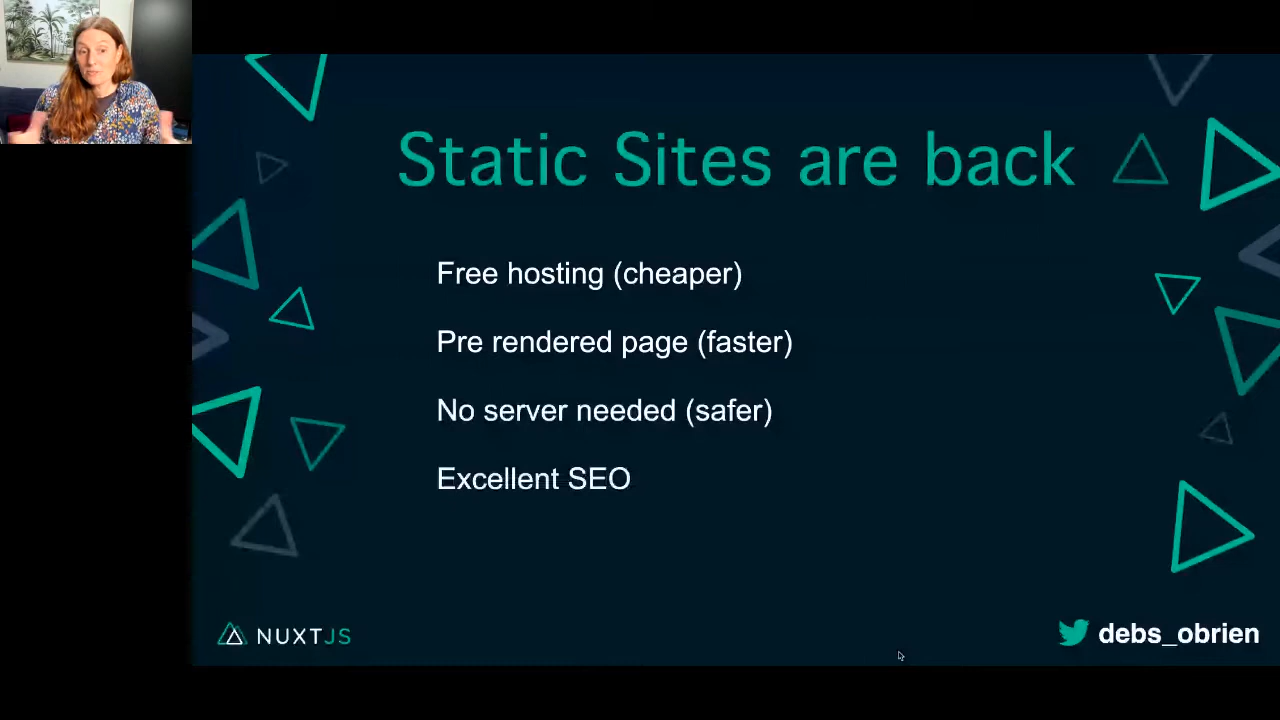 Static Sites are back
Free hosting (cheaper)
Pre rendered page (faster)
No server needed (safer)
Excellent SEO
NUXTJS
debs_obrien